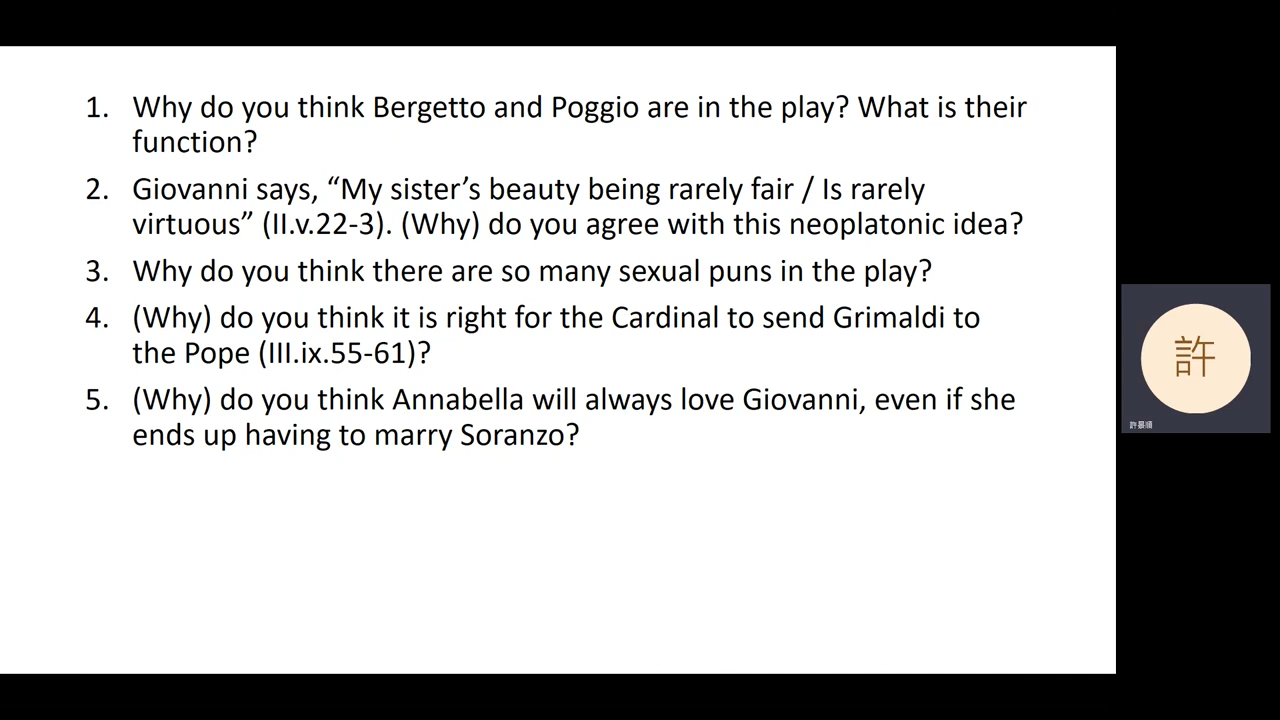 1. Why do you think Bergetto and Poggio are in the play? What is their
function?
2. Giovanni says, “My sister’s beauty being rarely fair / Is rarely
virtuous” (II.v.22-3). (Why) do you agree with this neoplatonic idea?
3. Why do you think there are so many sexual puns in the play?
4. (Why) do you think it is right for the Cardinal to send Grimaldi to
the Pope (III.ix.55-61)?
5. (Why) do you think Annabella will always love Giovanni, even if she
ends up having to marry Soranzo?
許
許景順